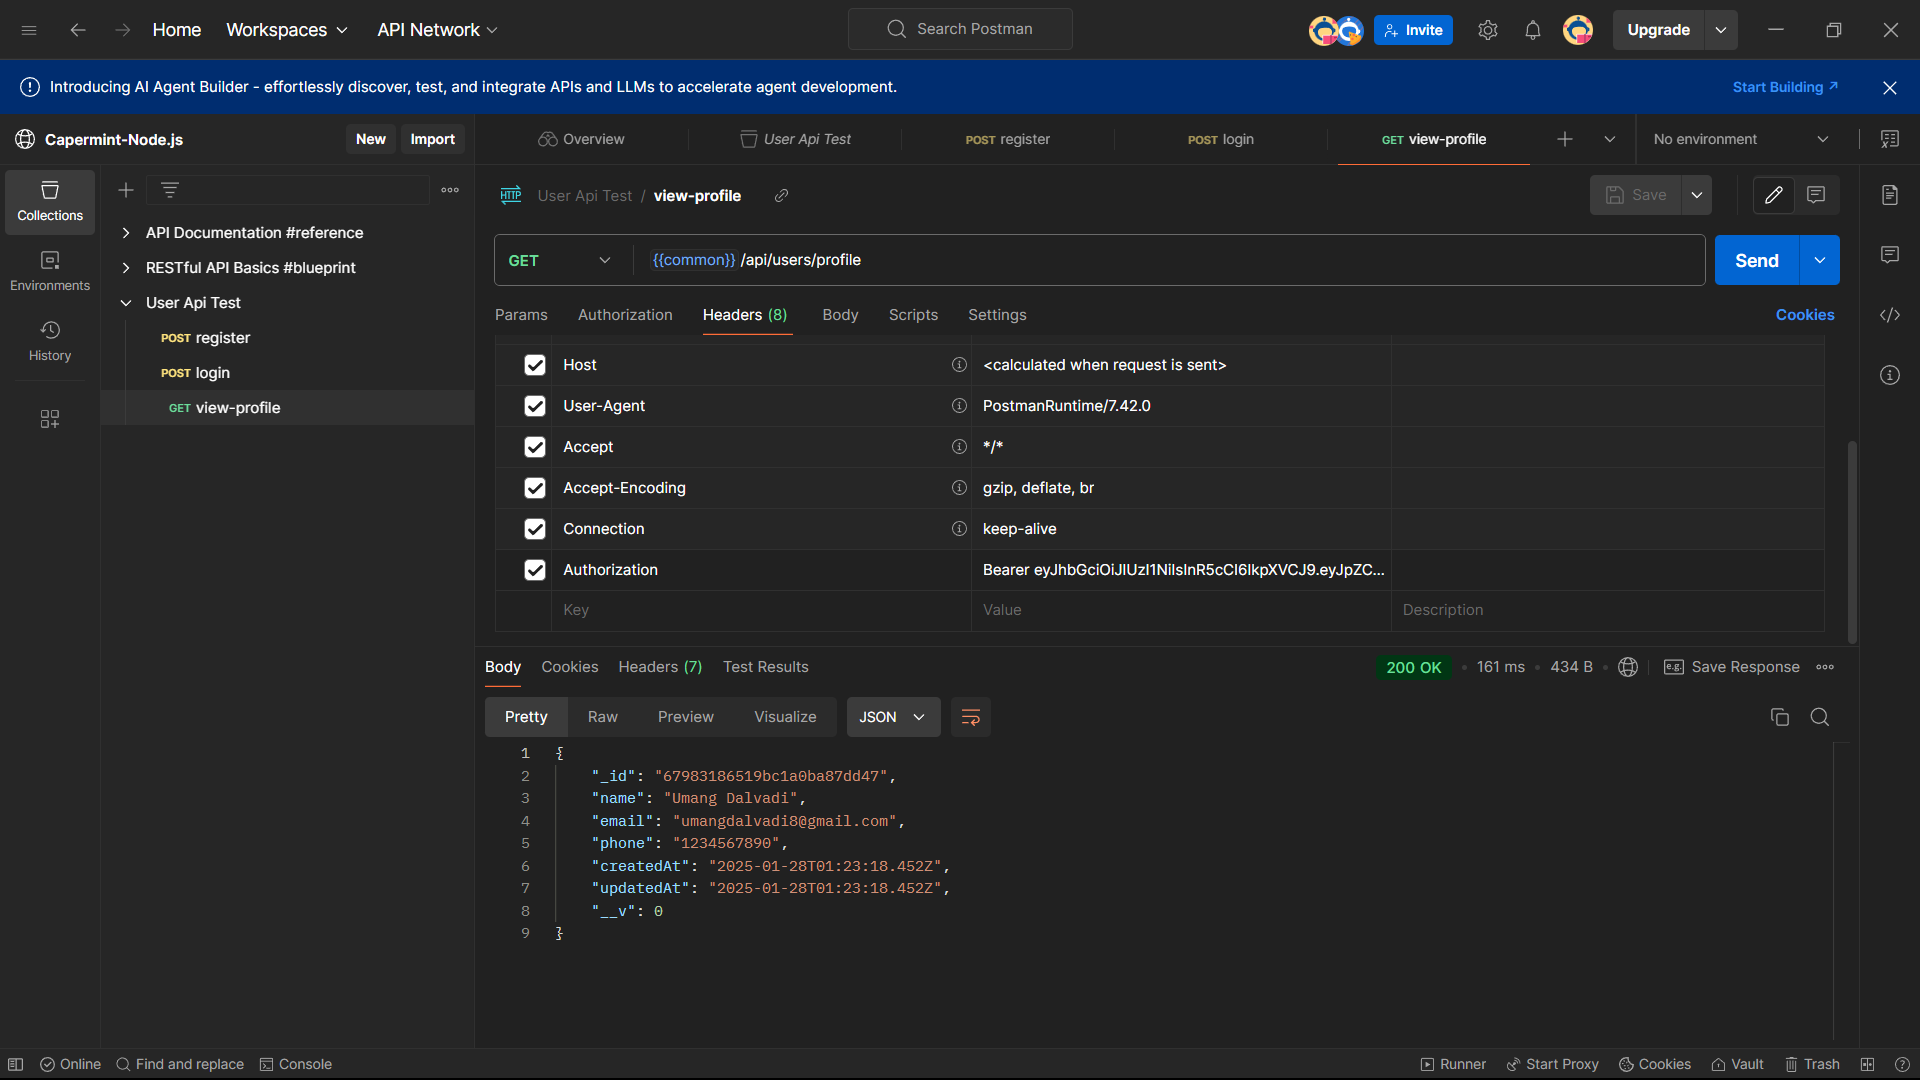 Home Workspaces API Network Search Postman Invite Upgrade
Introducing AI Agent Builder - effortlessly discover, test, and integrate APIs and LLMs to accelerate agent development. Start Building
Capermint-Node.js New Import Overview User Api Test POST register POST login GET view-profile No environment
Collections
Environments
History
API Documentation #reference
RESTful API Basics #blueprint
User Api Test
POST register
POST login
GET view-profile
HTTP User Api Test / view-profile Save
GET {{common}} /api/users/profile Send
Params Authorization Headers (8) Body Scripts Settings Cookies
Host <calculated when request is sent>
User-Agent PostmanRuntime/7.42.0
Accept */*
Accept-Encoding gzip, deflate, br
Connection keep-alive
Authorization Bearer eyJhbGciOiJIUzI1NiIsInR5cCI6IkpXVCJ9.eyJpZC...
Key Value Description
Body Cookies Headers (7) Test Results 200 OK 161 ms 434 B e.g. Save Response
Pretty Raw Preview Visualize JSON
1 {
2 "_id": "67983186519bc1a0ba87dd47",
3 "name": "Umang Dalvadi",
4 "email": "umangdalvadi8@gmail.com",
5 "phone": "1234567890",
6 "createdAt": "2025-01-28T01:23:18.452Z",
7 "updatedAt": "2025-01-28T01:23:18.452Z",
8 "__v": 0
9 }
Online Find and replace Console Runner Start Proxy Cookies Vault Trash